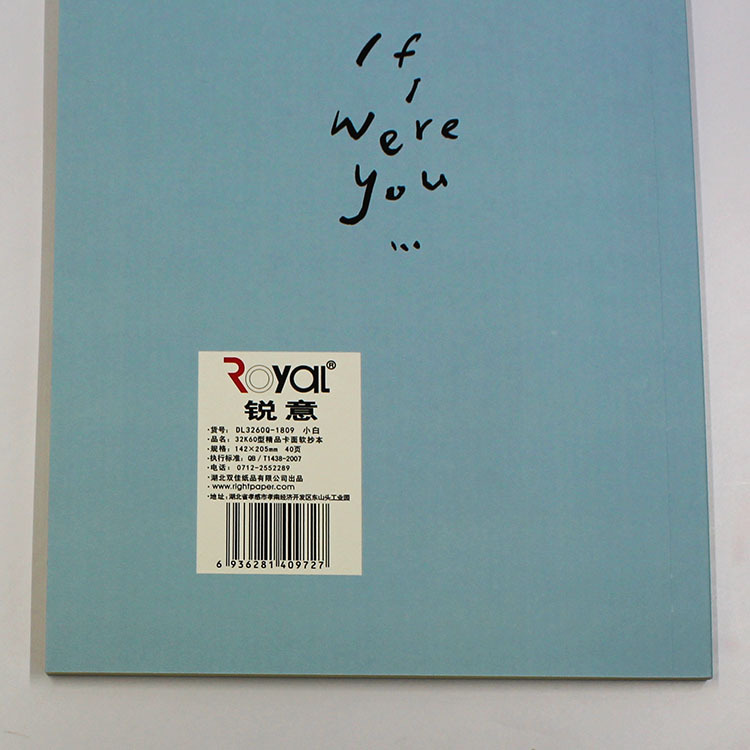 If
I
were
you
...
ROyal®
锐意
·货号: DL3260Q-1809 小白
·品名: 32K60型精品卡面软抄本
·规格: 142×205mm 40页
·执行标准: QB/T1438-2007
·电话: 0712-2552289
·湖北双佳纸品有限公司出品
·www.rightpaper.com
·地址: 湖北省孝感市孝南经济开发区东山头工业园
6 936281 409727